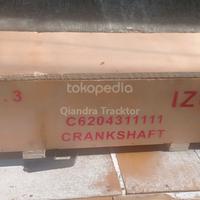 tokopedia
Qiandra Tracktor
.3
IZ
C6204311111
CRANKSHAFT